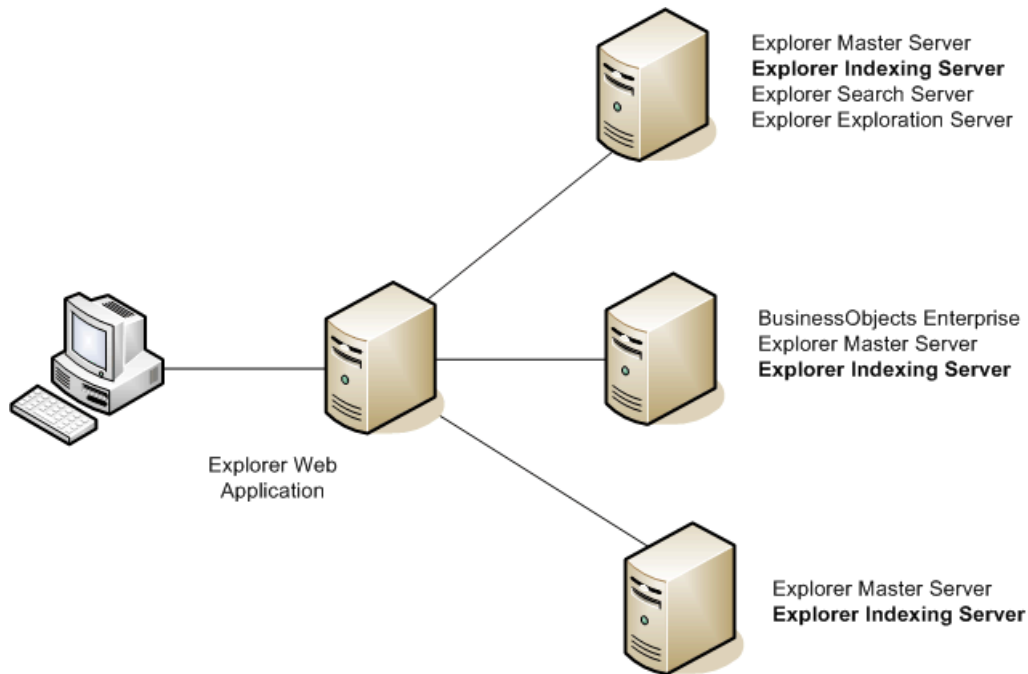 Explorer Master Server
Explorer Indexing Server
Explorer Search Server
Explorer Exploration Server
BusinessObjects Enterprise
Explorer Master Server
Explorer Indexing Server
Explorer Web
Application
Explorer Master Server
Explorer Indexing Server